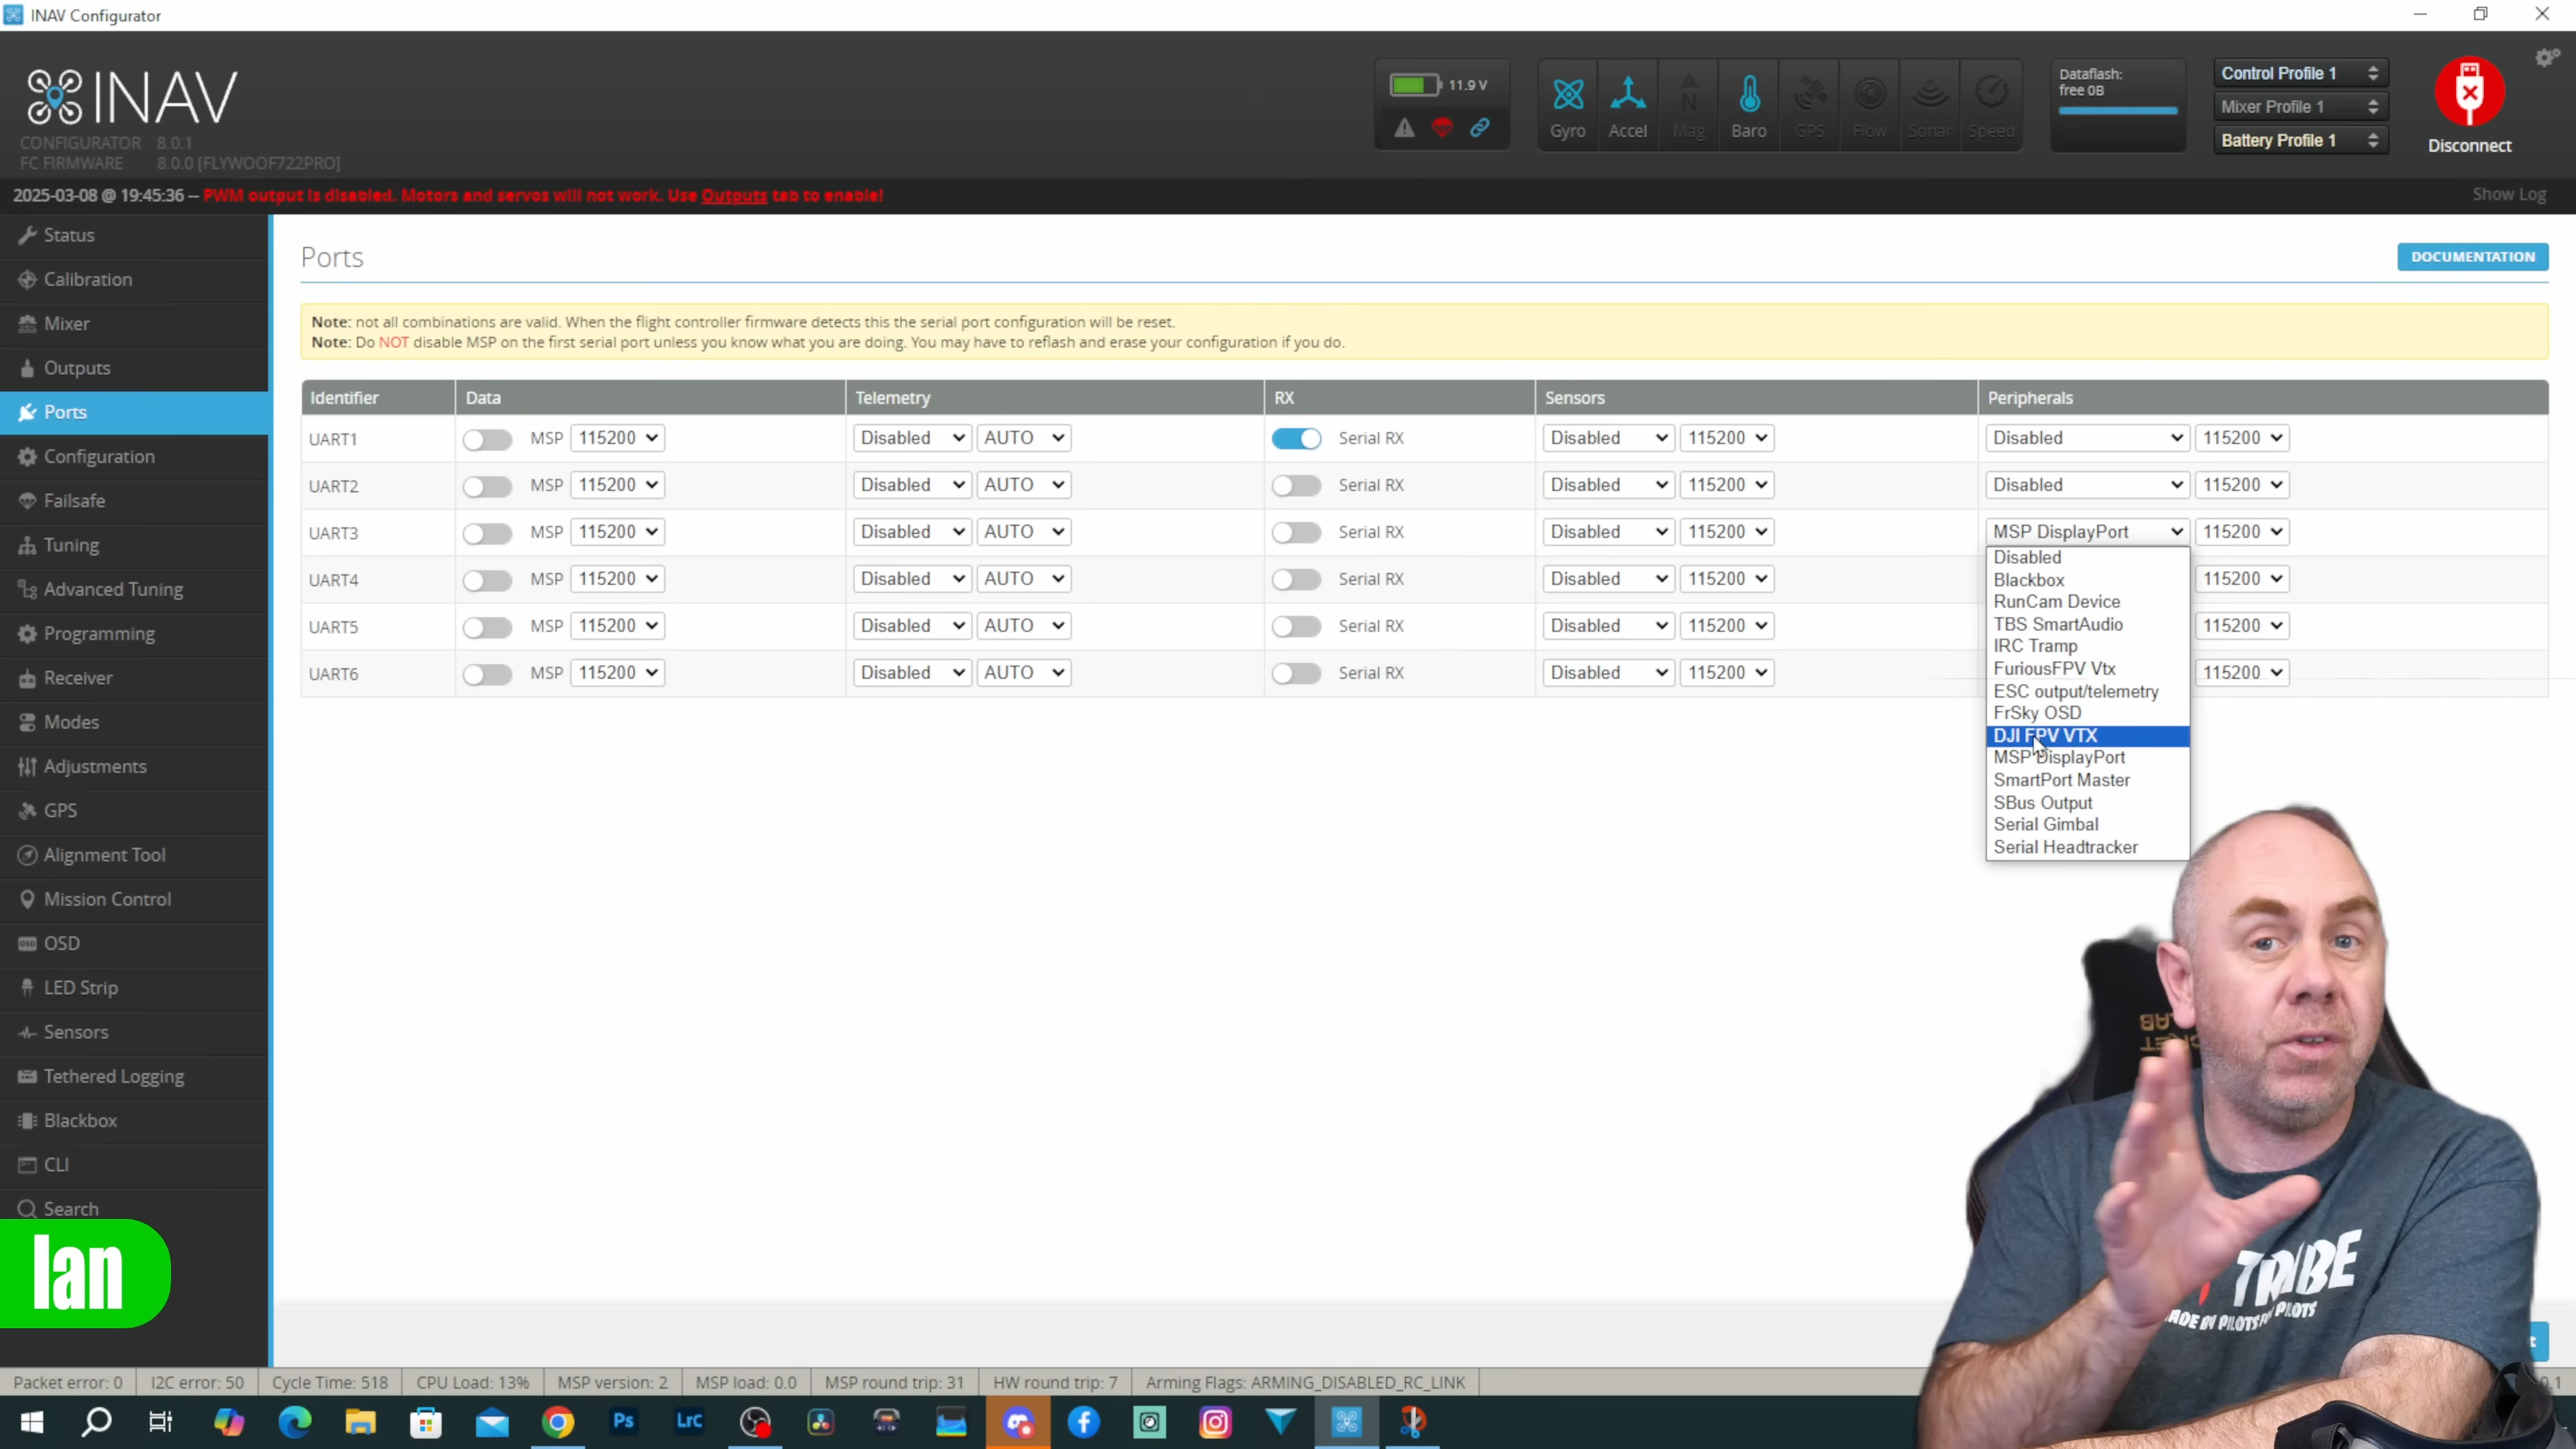 INAV Configurator
INAV
CONFIGURATOR 8.0.1
FC FIRMWARE 8.0.0 [FLYWOOF722PRO]
11.9 V
Gyro Accel Mag Baro GPS Flow Sonar Speed
Dataflash:
free 0B
Control Profile 1
Mixer Profile 1
Battery Profile 1
Disconnect
2025-03-08 @ 19:45:36 -- PWM output is disabled. Motors and servos will not work. Use Outputs tab to enable!
Show Log
Status
Calibration
Mixer
Outputs
Ports
Configuration
Failsafe
Tuning
Advanced Tuning
Programming
Receiver
Modes
Adjustments
GPS
Alignment Tool
Mission Control
OSD
LED Strip
Sensors
Tethered Logging
Blackbox
CLI
Search
Ian
Ports
DOCUMENTATION
Note: not all combinations are valid. When the flight controller firmware detects this the serial port configuration will be reset.
Note: Do NOT disable MSP on the first serial port unless you know what you are doing. You may have to reflash and erase your configuration if you do.
Identifier Data Telemetry RX Sensors Peripherals
UART1 MSP 115200 Disabled AUTO Serial RX Disabled 115200 Disabled 115200
UART2 MSP 115200 Disabled AUTO Serial RX Disabled 115200 Disabled 115200
UART3 MSP 115200 Disabled AUTO Serial RX Disabled 115200 MSP DisplayPort 115200
UART4 MSP 115200 Disabled AUTO Serial RX Disabled 115200 115200
UART5 MSP 115200 Disabled AUTO Serial RX Disabled 115200 115200
UART6 MSP 115200 Disabled AUTO Serial RX Disabled 115200 115200
Disabled
Blackbox
RunCam Device
TBS SmartAudio
IRC Tramp
FuriousFPV Vtx
ESC output/telemetry
FrSky OSD
DJI FPV VTX
MSP DisplayPort
SmartPort Master
SBus Output
Serial Gimbal
Serial Headtracker
TRIBE
MADE BY PILOTS FOR PILOTS
Packet error: 0 I2C error: 50 Cycle Time: 518 CPU Load: 13% MSP version: 2 MSP load: 0.0 MSP round trip: 31 HW round trip: 7 Arming Flags: ARMING_DISABLED_RC_LINK
Ps LrC